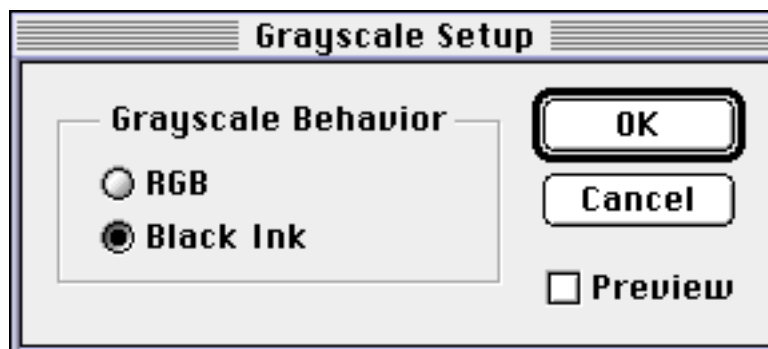 Grayscale Setup
Grayscale Behavior
RGB
Black Ink
OK
Cancel
Preview